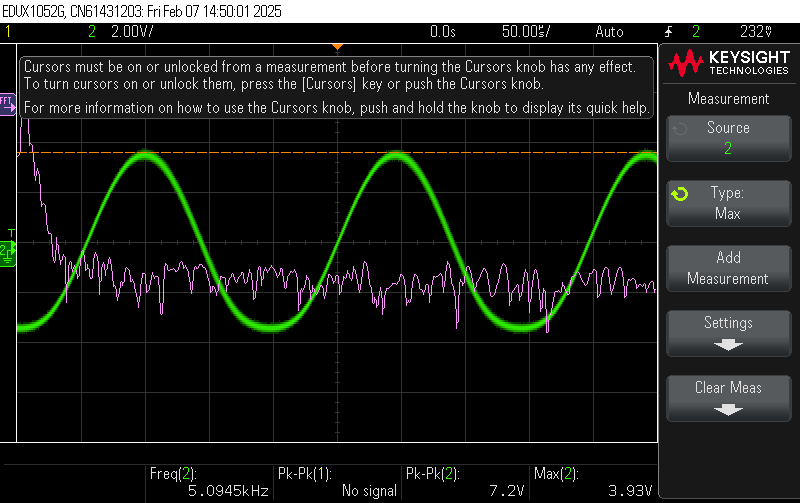 EDUX1052G, CN61431203: Fri Feb 07 14:50:01 2025
1 2 2.00V/ 0.0s 50.00us/ Auto 2 232mV
Cursors must be on or unlocked from a measurement before turning the Cursors knob has any effect.
To turn cursors on or unlock them, press the [Cursors] key or push the Cursors knob.
For more information on how to use the Cursors knob, push and hold the knob to display its quick help.
KEYSIGHT
TECHNOLOGIES
Measurement
Source
2
Type:
Max
Add
Measurement
Settings
Clear Meas
FFT
T
2
Freq(2): Pk-Pk(1): Pk-Pk(2): Max(2):
5.0945kHz No signal 7.2V 3.93V